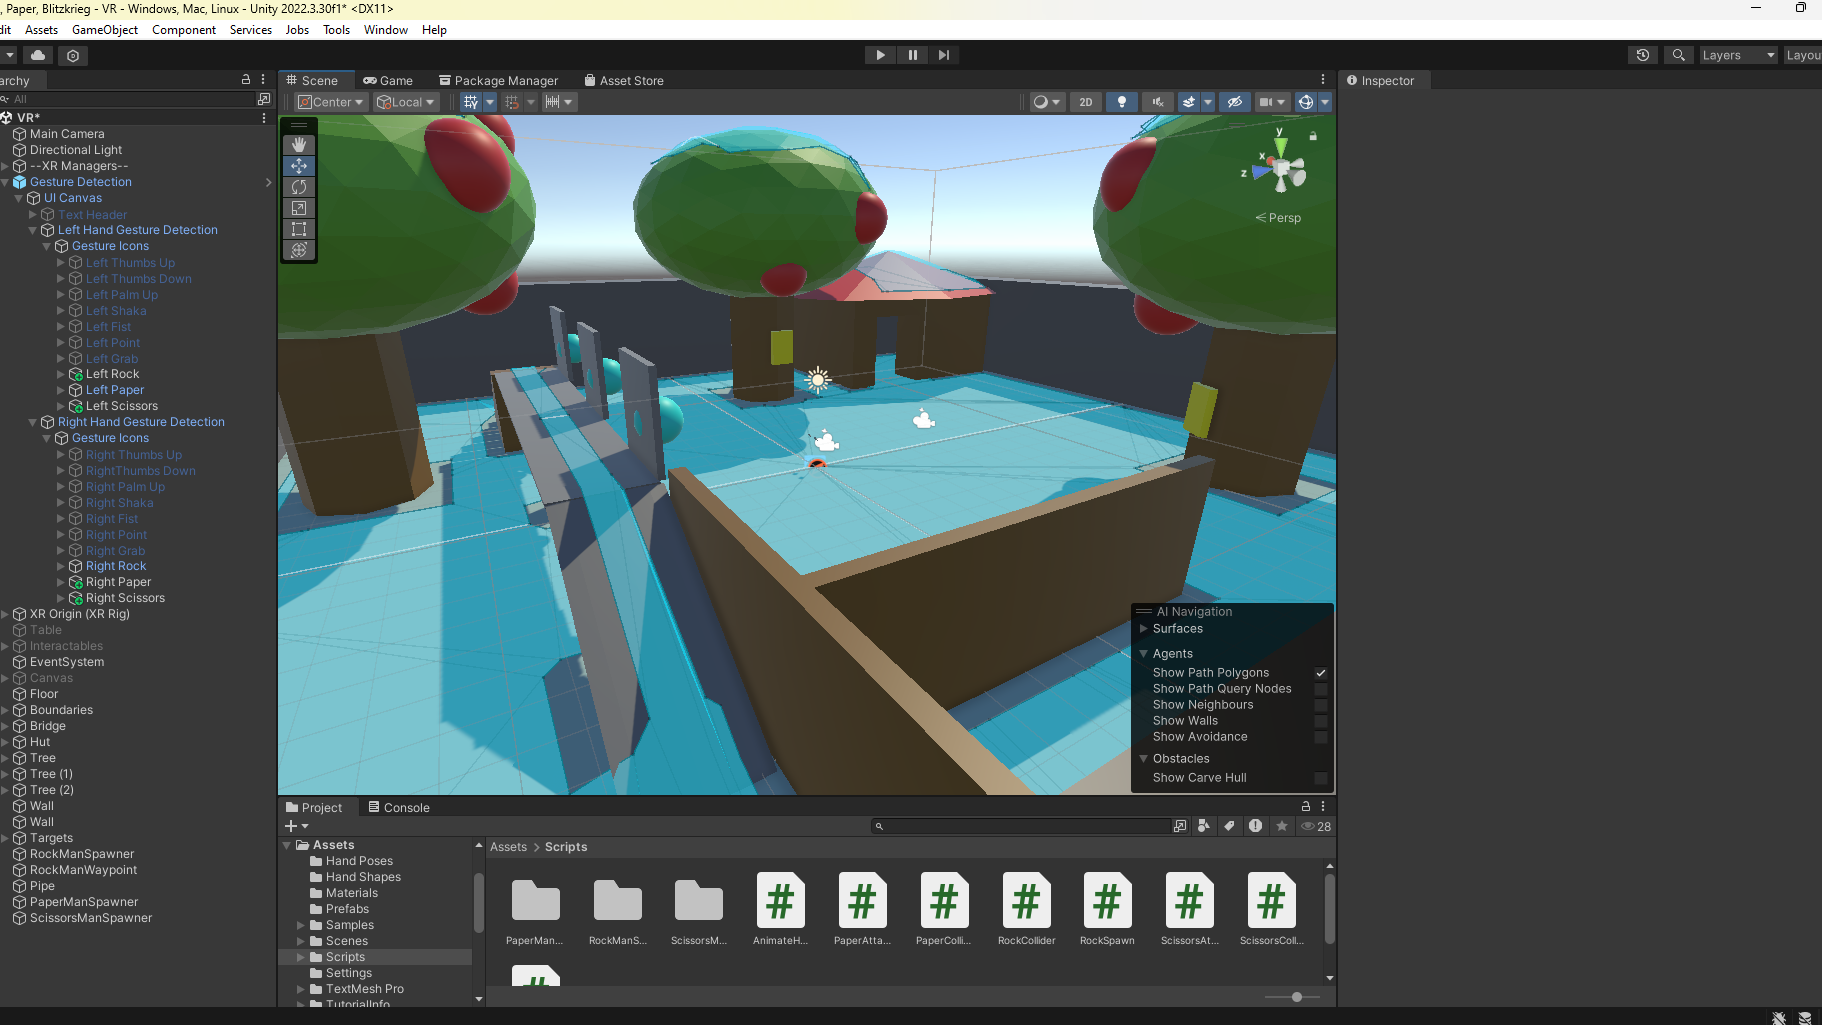 , Paper, Blitzkrieg - VR - Windows, Mac, Linux - Unity 2022.3.30f1* <DX11>
dit Assets GameObject Component Services Jobs Tools Window Help
Layers Layou
archy
Scene Game Package Manager Asset Store
Inspector
All
Center Local 2D
VR*
Main Camera
Directional Light
--XR Managers--
Gesture Detection
UI Canvas
Text Header
Left Hand Gesture Detection
Gesture Icons
Left Thumbs Up
Left Thumbs Down
Left Palm Up
Left Shaka
Left Fist
Left Point
Left Grab
Left Rock
Left Paper
Left Scissors
Right Hand Gesture Detection
Gesture Icons
Right Thumbs Up
RightThumbs Down
Right Palm Up
Right Shaka
Right Fist
Right Point
Right Grab
Right Rock
Right Paper
Right Scissors
XR Origin (XR Rig)
Table
Interactables
EventSystem
Canvas
Floor
Boundaries
Bridge
Hut
Tree
Tree (1)
Tree (2)
Wall
Wall
Targets
RockManSpawner
RockManWaypoint
Pipe
PaperManSpawner
ScissorsManSpawner
y
x
z
Persp
AI Navigation
Surfaces
Agents
Show Path Polygons
Show Path Query Nodes
Show Neighbours
Show Walls
Show Avoidance
Obstacles
Show Carve Hull
Project Console
28
Assets
Hand Poses
Hand Shapes
Materials
Prefabs
Samples
Scenes
Scripts
Settings
TextMesh Pro
TutorialInfo
Assets > Scripts
PaperMan... RockManS... ScissorsM... AnimateH... PaperAtta... PaperColli... RockCollider RockSpawn ScissorsAt... ScissorsColl...